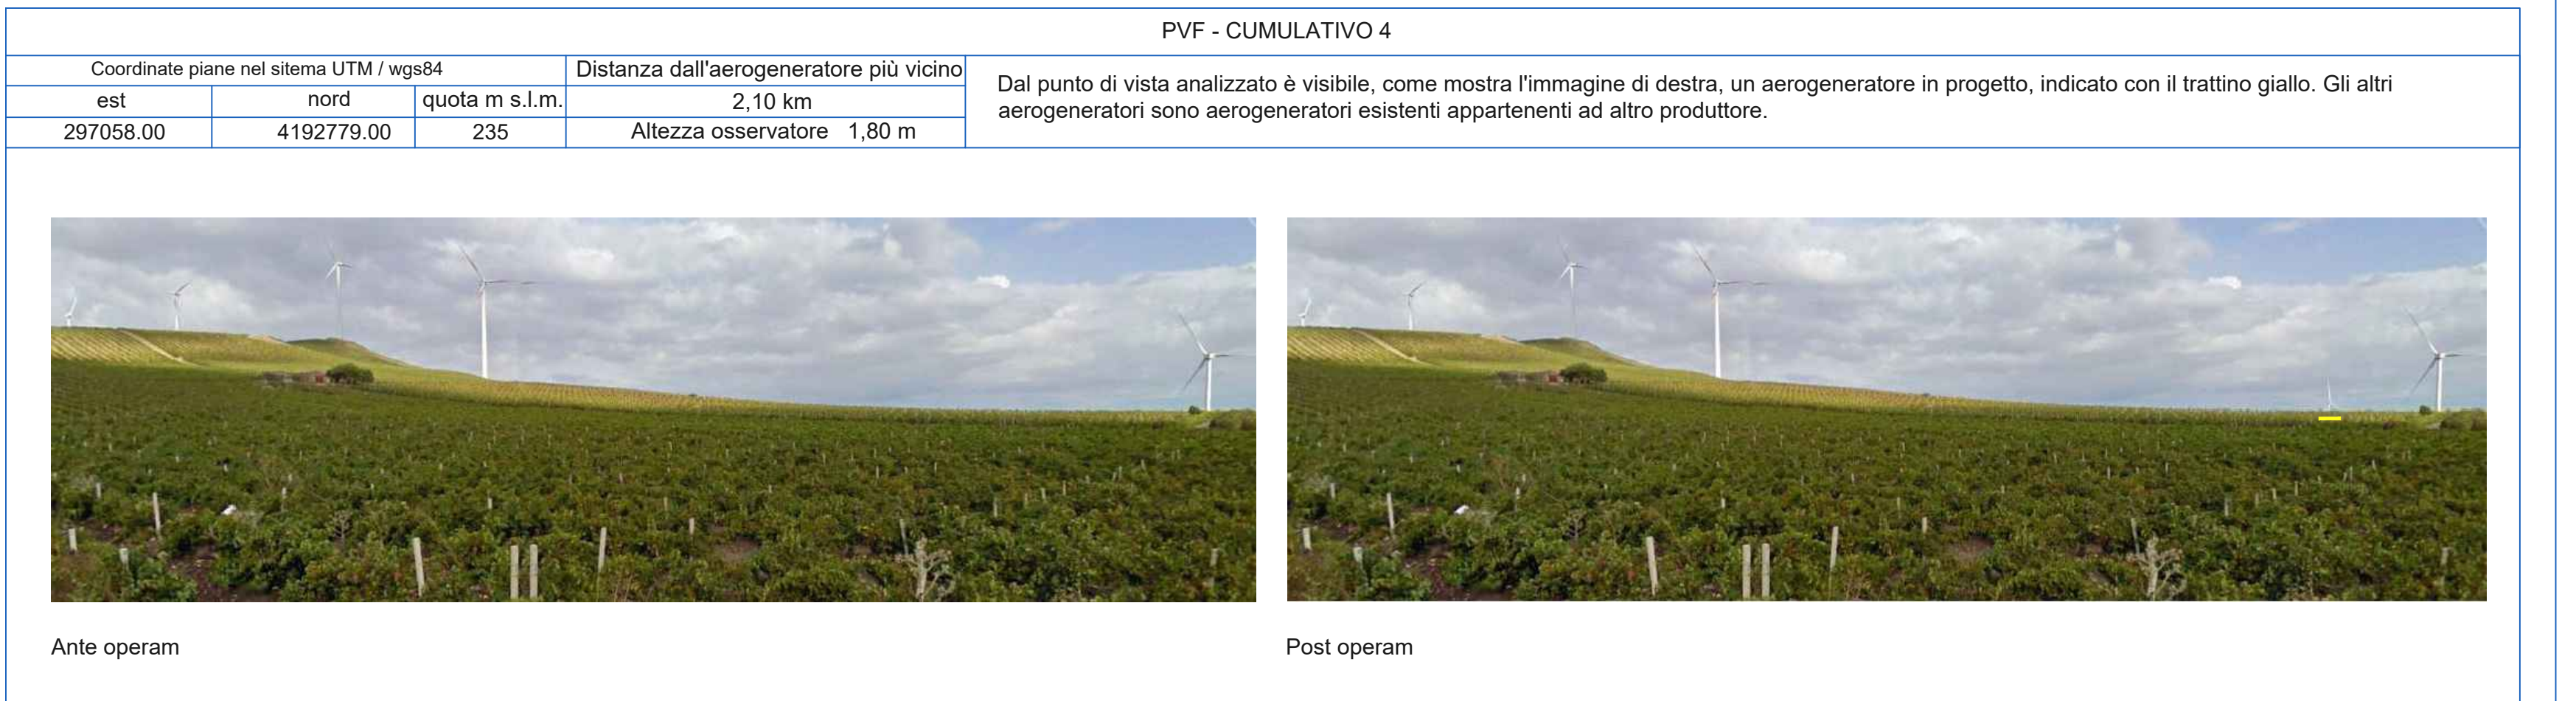 PVF - CUMULATIVO 4
Coordinate piane nel sitema UTM / wgs84
Distanza dall'aerogeneratore più vicino
est
nord
quota m s.l.m.
2,10 km
297058.00
4192779.00
235
Altezza osservatore 1,80 m
Dal punto di vista analizzato è visibile, come mostra l'immagine di destra, un aerogeneratore in progetto, indicato con il trattino giallo. Gli altri
aerogeneratori sono aerogeneratori esistenti appartenenti ad altro produttore.
Ante operam
Post operam